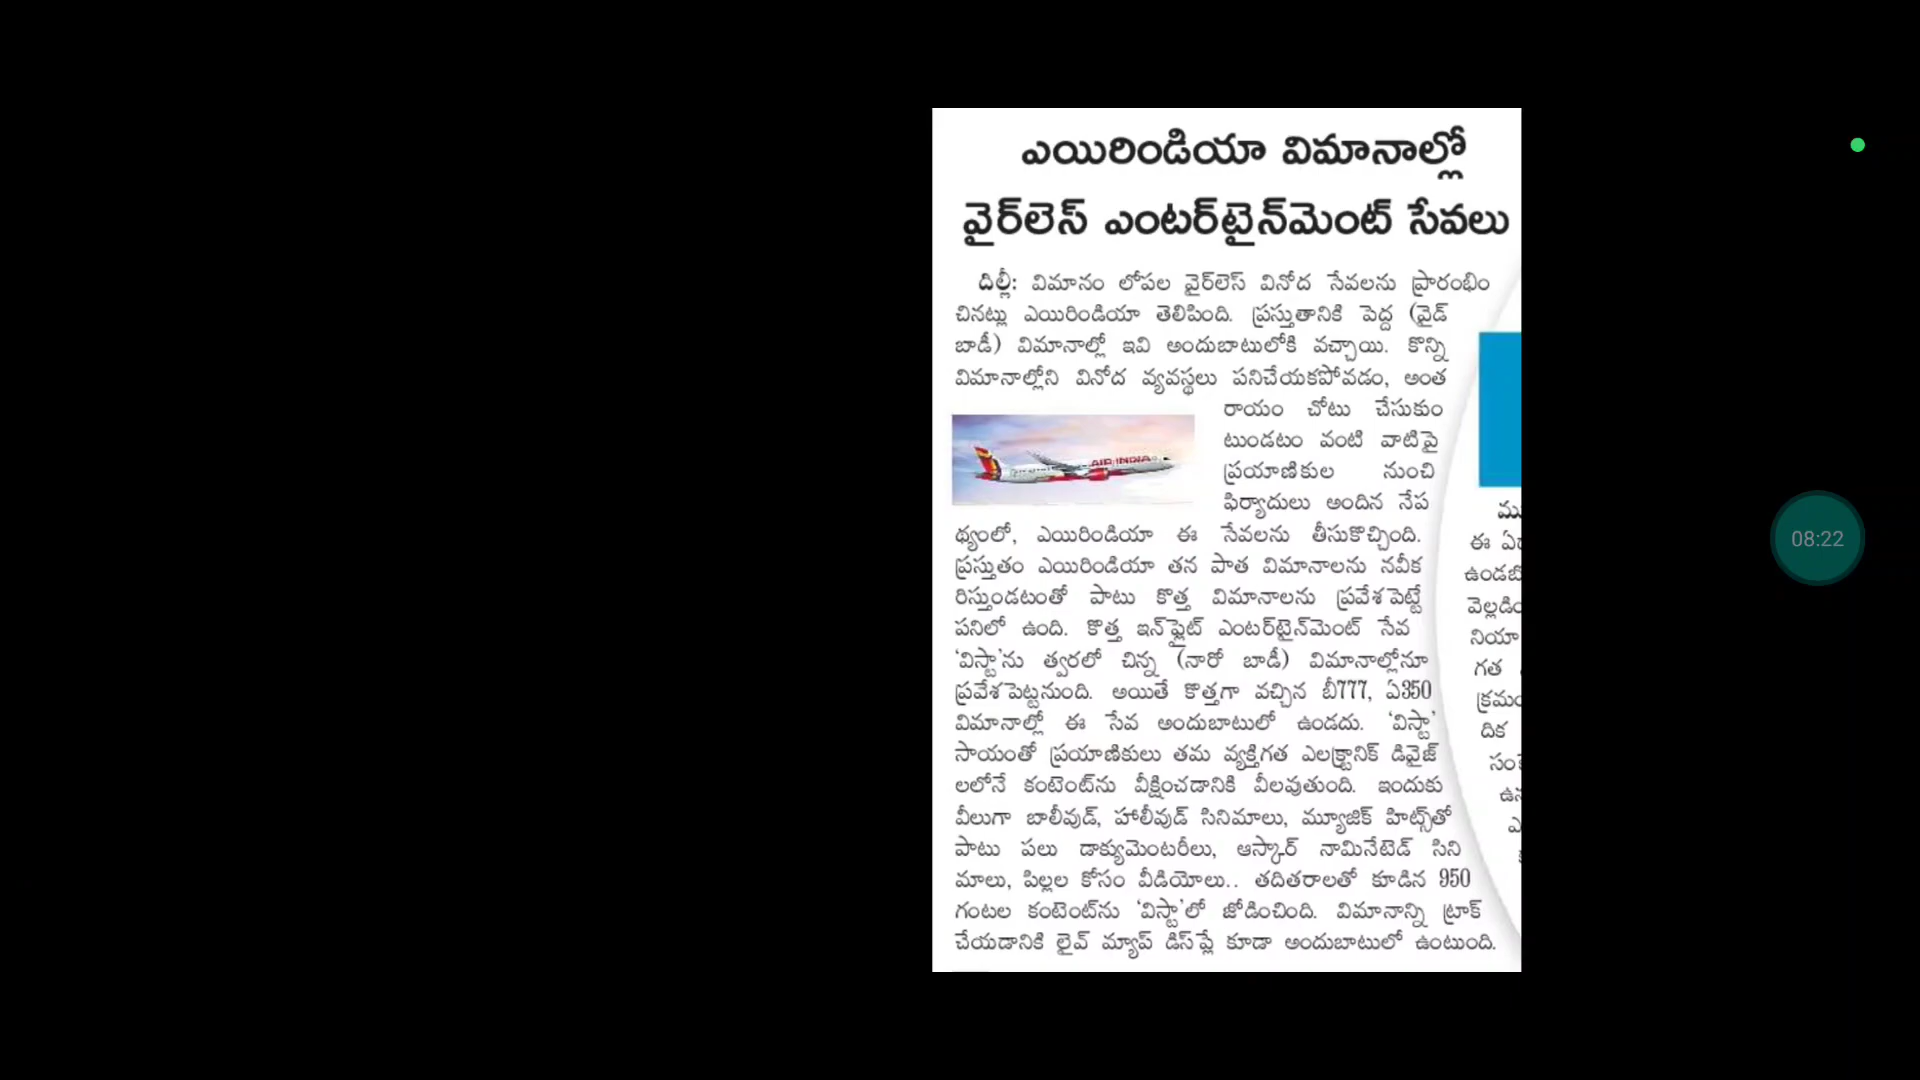 ఎయిరిండియా విమానాల్లో
వైర్‌లెస్ ఎంటర్‌టైన్‌మెంట్ సేవలు
దిల్లీ: విమానం లోపల వైర్‌లెస్ వినోద సేవలను ప్రారంభిం
చినట్లు ఎయిరిండియా తెలిపింది. ప్రస్తుతానికి పెద్ద (వైడ్
బాడీ) విమానాల్లో ఇవి అందుబాటులోకి వచ్చాయి. కొన్ని
విమానాల్లోని వినోద వ్యవస్థలు పనిచేయకపోవడం, అంత
రాయం చోటు చేసుకుం
టుండటం వంటి వాటిపై
AIR INDIA
ప్రయాణికుల నుంచి
ఫిర్యాదులు అందిన నేప
థ్యంలో, ఎయిరిండియా ఈ సేవలను తీసుకొచ్చింది.
ప్రస్తుతం ఎయిరిండియా తన పాత విమానాలను నవీక
రిస్తుండటంతో పాటు కొత్త విమానాలను ప్రవేశపెట్టే
పనిలో ఉంది. కొత్త ఇన్‌ఫ్లైట్ ఎంటర్‌టైన్‌మెంట్ సేవ
‘విస్టా’ను త్వరలో చిన్న (నారో బాడీ) విమానాల్లోనూ
ప్రవేశపెట్టనుంది. అయితే కొత్తగా వచ్చిన బీ777, ఏ350
విమానాల్లో ఈ సేవ అందుబాటులో ఉండదు. ‘విస్టా’
సాయంతో ప్రయాణికులు తమ వ్యక్తిగత ఎలక్ట్రానిక్ డివైజ్
లలోనే కంటెంట్‌ను వీక్షించడానికి వీలవుతుంది. ఇందుకు
వీలుగా బాలీవుడ్, హాలీవుడ్ సినిమాలు, మ్యూజిక్ హిట్స్‌తో
పాటు పలు డాక్యుమెంటరీలు, ఆస్కార్ నామినేటెడ్ సిని
మాలు, పిల్లల కోసం వీడియోలు.. తదితరాలతో కూడిన 950
గంటల కంటెంట్‌ను ‘విస్టా’లో జోడించింది. విమానాన్ని ట్రాక్
చేయడానికి లైవ్ మ్యాప్ డిస్‌ప్లే కూడా అందుబాటులో ఉంటుంది.
ఈ
గత
దిక
08:22